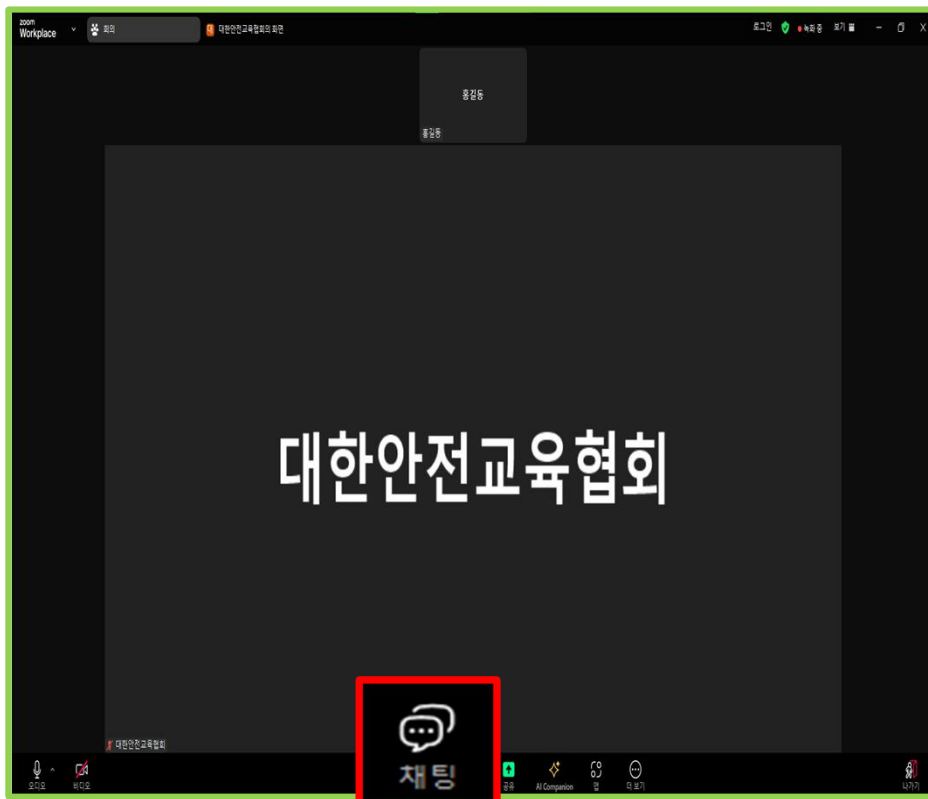 zoom
Workplace
회의
대한안전교육협회의 화면
로그인
녹화 중
보기
홍길동
홍길동
대한안전교육협회
대한안전교육협회
오디오
비디오
채팅
공유
AI Companion
앱
더 보기
나가기